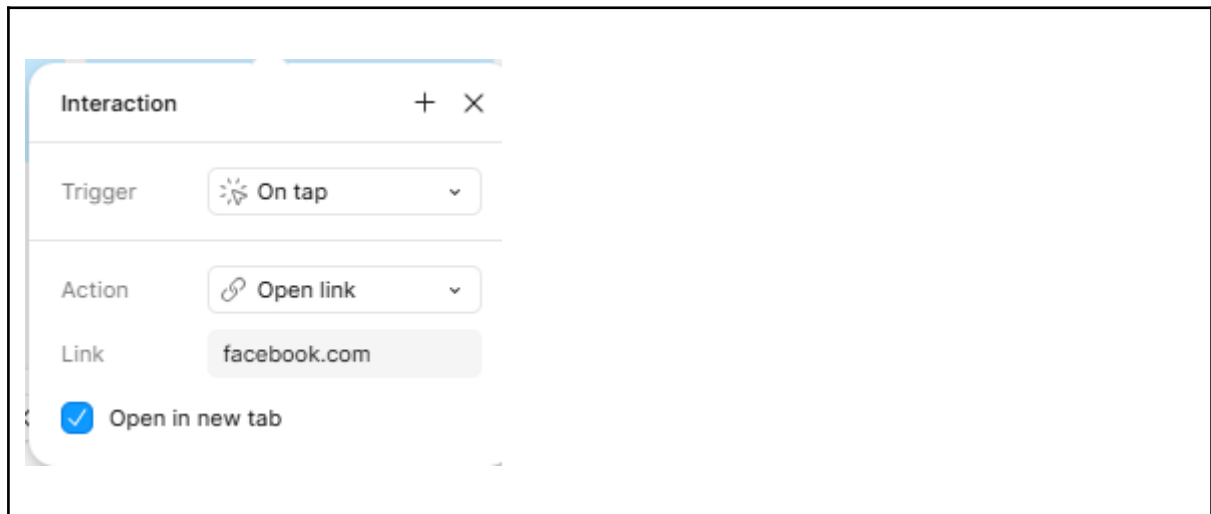 Interaction
Trigger On tap
Action Open link
Link facebook.com
Open in new tab